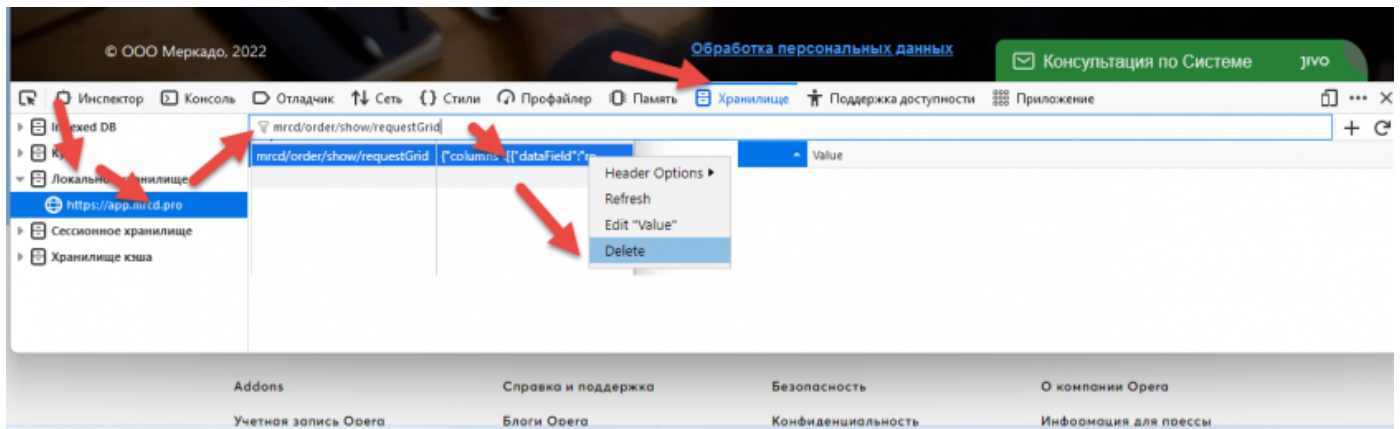 © ООО Меркадо, 2022
Обработка персональных данных
Консультация по Системе jivo
Инспектор Консоль Отладчик Сеть Стили Профайлер Память Хранилище Поддержка доступности Приложение
DB
mrcd/order/show/requestGrid
mrcd/order/show/requestGrid {"columns":[{"dataField":"re
Value
Header Options
Локальное хранилище
Refresh
https://app.mrcd.pro
Edit "Value"
Сессионное хранилище
Delete
Хранилище кэша
Addons Справка и поддержка Безопасность О компании Opera
Учетная запись Opera Блоги Opera Конфиденциальность Информация для прессы